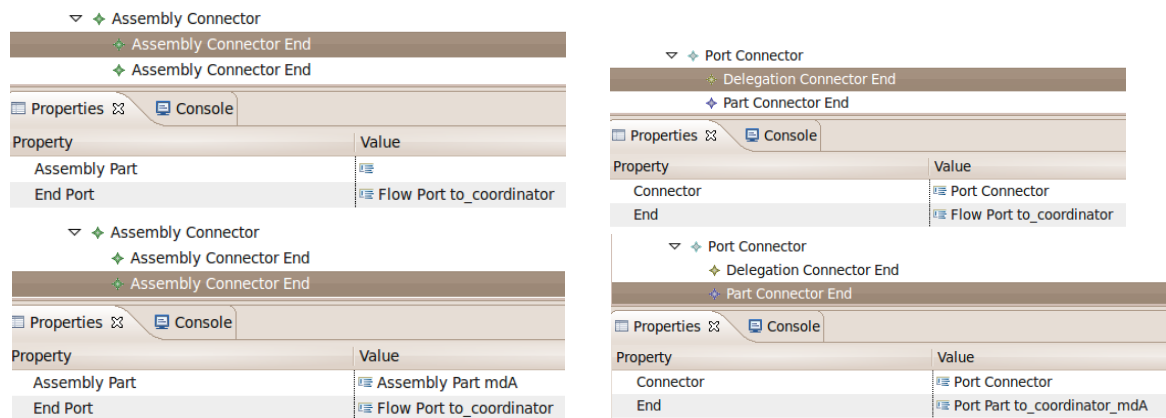 Assembly Connector
Assembly Connector End
Assembly Connector End
Properties Console
Property Value
Assembly Part
End Port Flow Port to_coordinator
Assembly Connector
Assembly Connector End
Assembly Connector End
Properties Console
Property Value
Assembly Part Assembly Part mdA
End Port Flow Port to_coordinator
Port Connector
Delegation Connector End
Part Connector End
Properties Console
Property Value
Connector Port Connector
End Flow Port to_coordinator
Port Connector
Delegation Connector End
Part Connector End
Properties Console
Property Value
Connector Port Connector
End Port Part to_coordinator_mdA